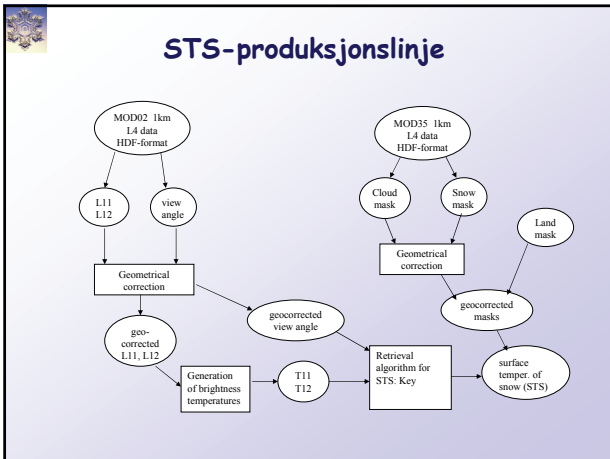 STS-produksjonslinje
MOD02 1km
L4 data
HDF-format
MOD35 1km
L4 data
HDF-format
L11
L12
view
angle
Cloud
mask
Snow
mask
Land
mask
Geometrical
correction
Geometrical
correction
geocorrected
view angle
geocorrected
masks
geo-
corrected
L11, L12
Generation
of brightness
temperatures
T11
T12
Retrieval
algorithm for
STS: Key
surface
temper. of
snow (STS)